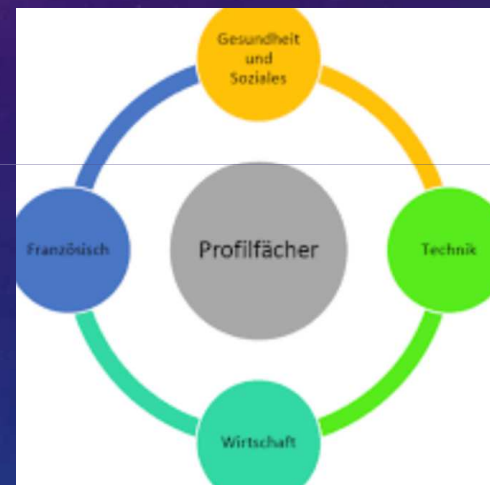 Gesundheit
und
Soziales
Französisch
Profilfächer
Technik
Wirtschaft